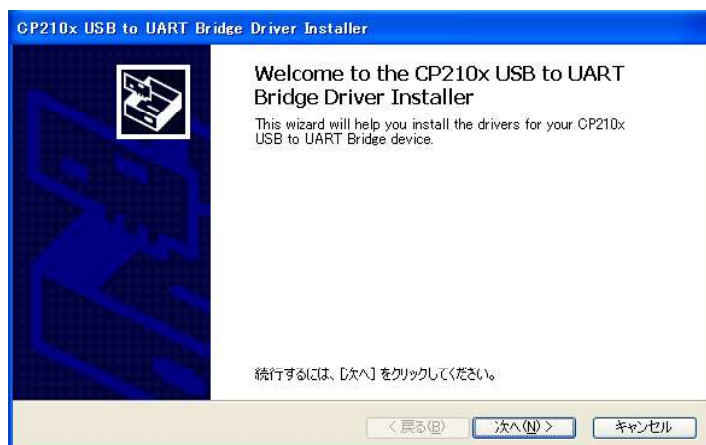 CP210x USB to UART Bridge Driver Installer
Welcome to the CP210x USB to UART
Bridge Driver Installer
This wizard will help you install the drivers for your CP210x
USB to UART Bridge device.
続行するには、[次へ] をクリックしてください。
< 戻る(B) 次へ(N) > キャンセル